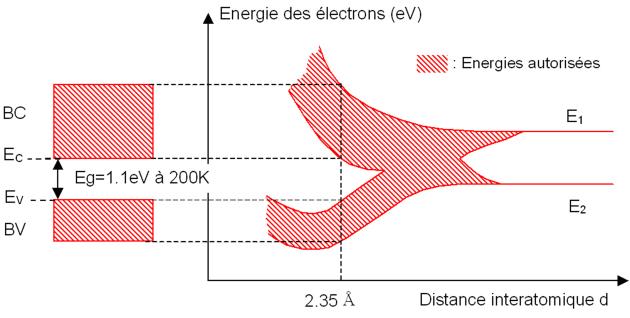 Energie des électrons (eV)
: Energies autorisées
BC
E1
EC
Eg=1.1eV à 200K
EV
E2
BV
2.35 Å
Distance interatomique d